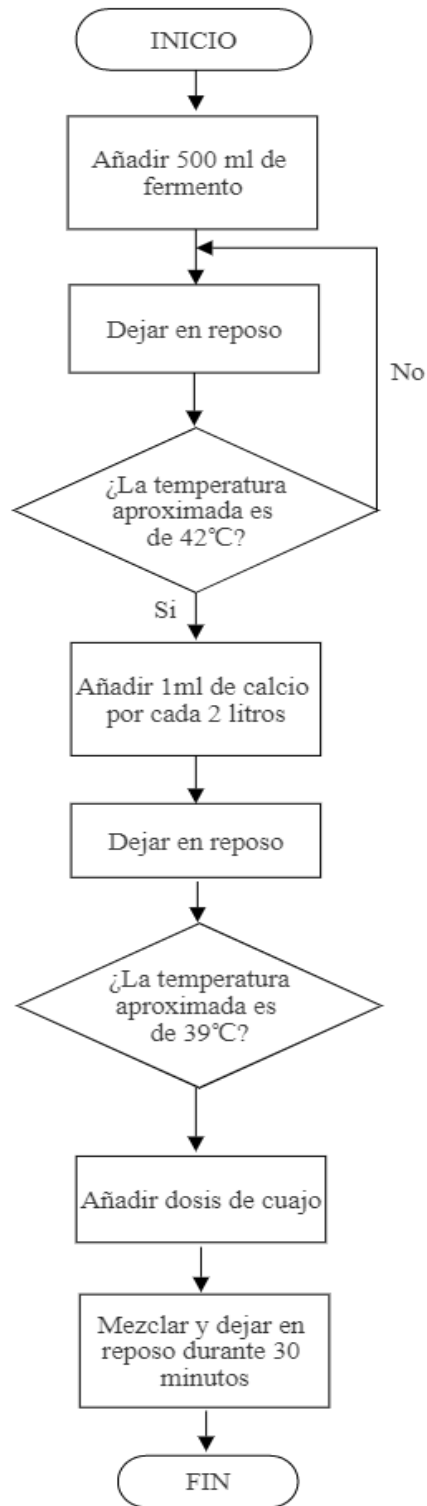 INICIO
Añadir 500 ml de
fermento
Dejar en reposo
No
¿La temperatura
aproximada es
de 42℃?
Si
Añadir 1ml de calcio
por cada 2 litros
Dejar en reposo
¿La temperatura
aproximada es
de 39℃?
Añadir dosis de cuajo
Mezclar y dejar en
reposo durante 30
minutos
FIN